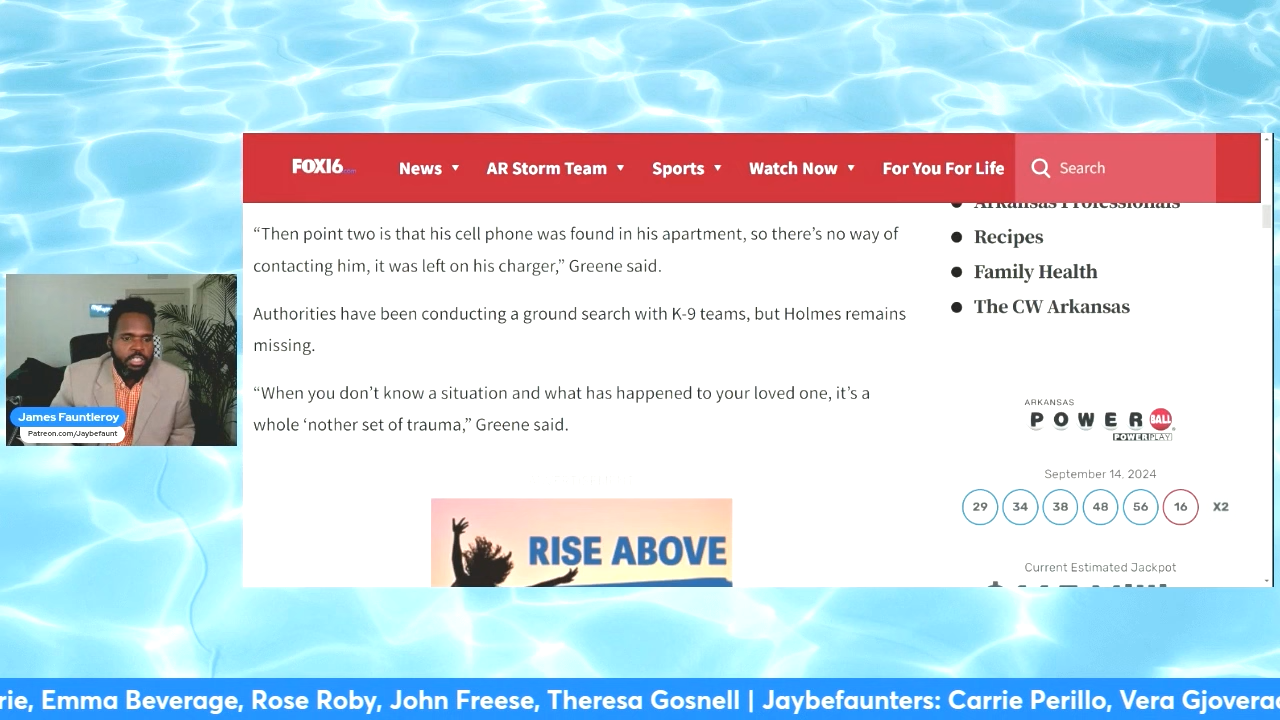 FOX16.com
News
AR Storm Team
Sports
Watch Now
For You For Life
Search
“Then point two is that his cell phone was found in his apartment, so there’s no way of
contacting him, it was left on his charger,” Greene said.
Authorities have been conducting a ground search with K-9 teams, but Holmes remains
missing.
“When you don’t know a situation and what has happened to your loved one, it’s a
whole ‘nother set of trauma,” Greene said.
RISE ABOVE
Arkansas Professionals
Recipes
Family Health
The CW Arkansas
ARKANSAS
POWERBALL
POWERPLAY
September 14, 2024
29 34 38 48 56 16 X2
Current Estimated Jackpot
James Fauntleroy
Patreon.com/Jaybefaunt
rie, Emma Beverage, Rose Roby, John Freese, Theresa Gosnell | Jaybefaunters: Carrie Perillo, Vera Gjoverac